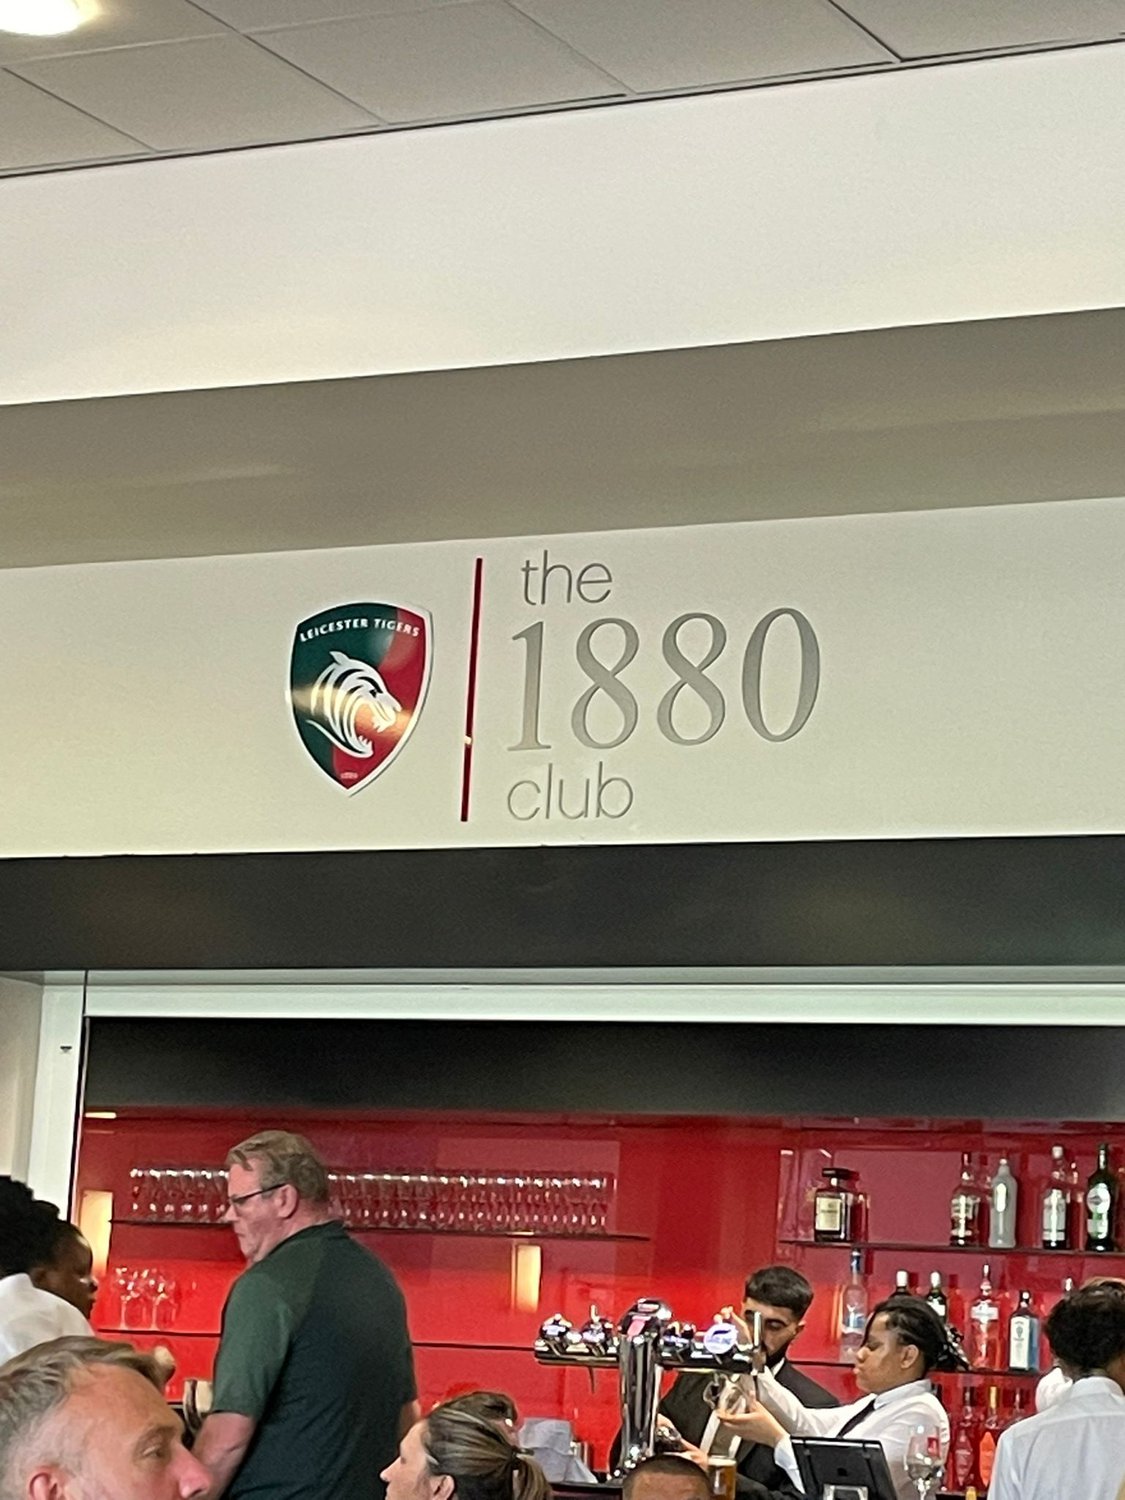 LEICESTER TIGERS
the
1880
club